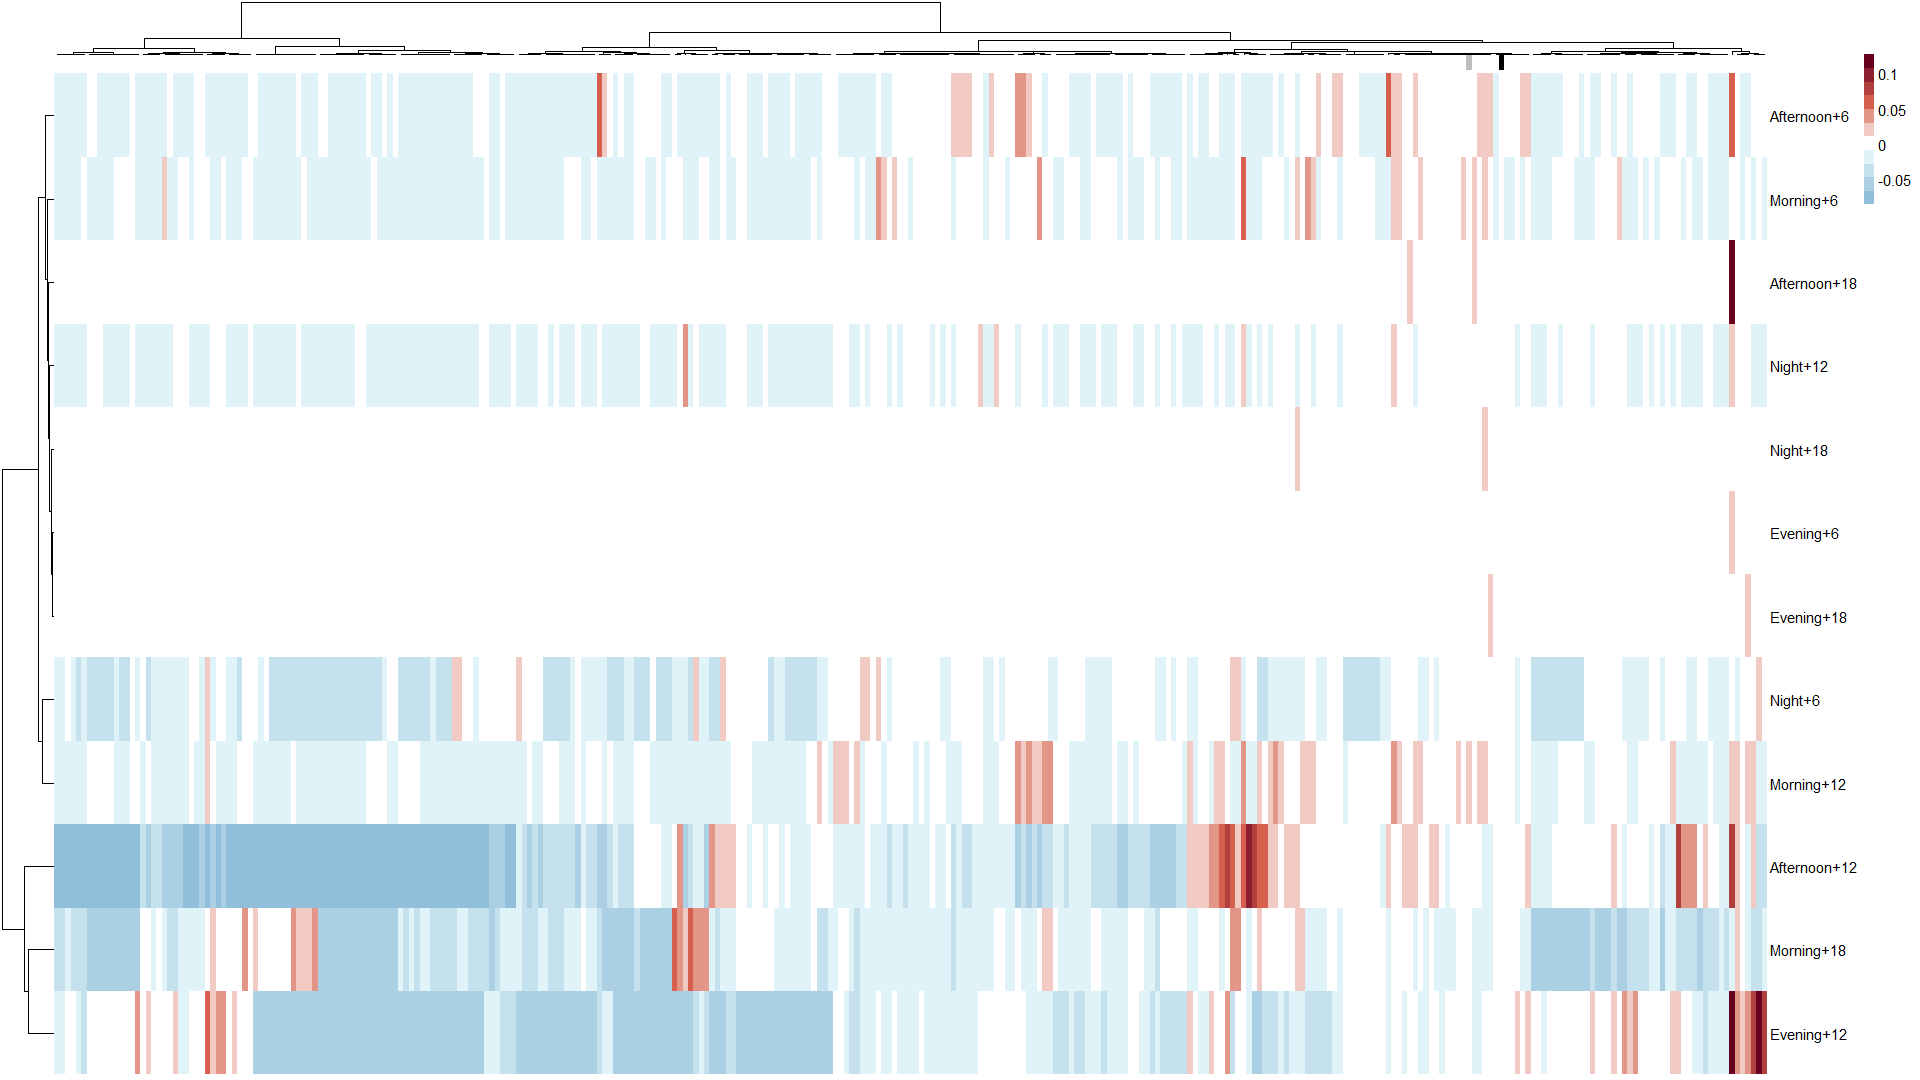 0.1
Afternoon+6
0.05
0
-0.05
Morning+6
Afternoon+18
Night+12
Night+18
Evening+6
Evening+18
Night+6
Morning+12
Afternoon+12
Morning+18
Evening+12